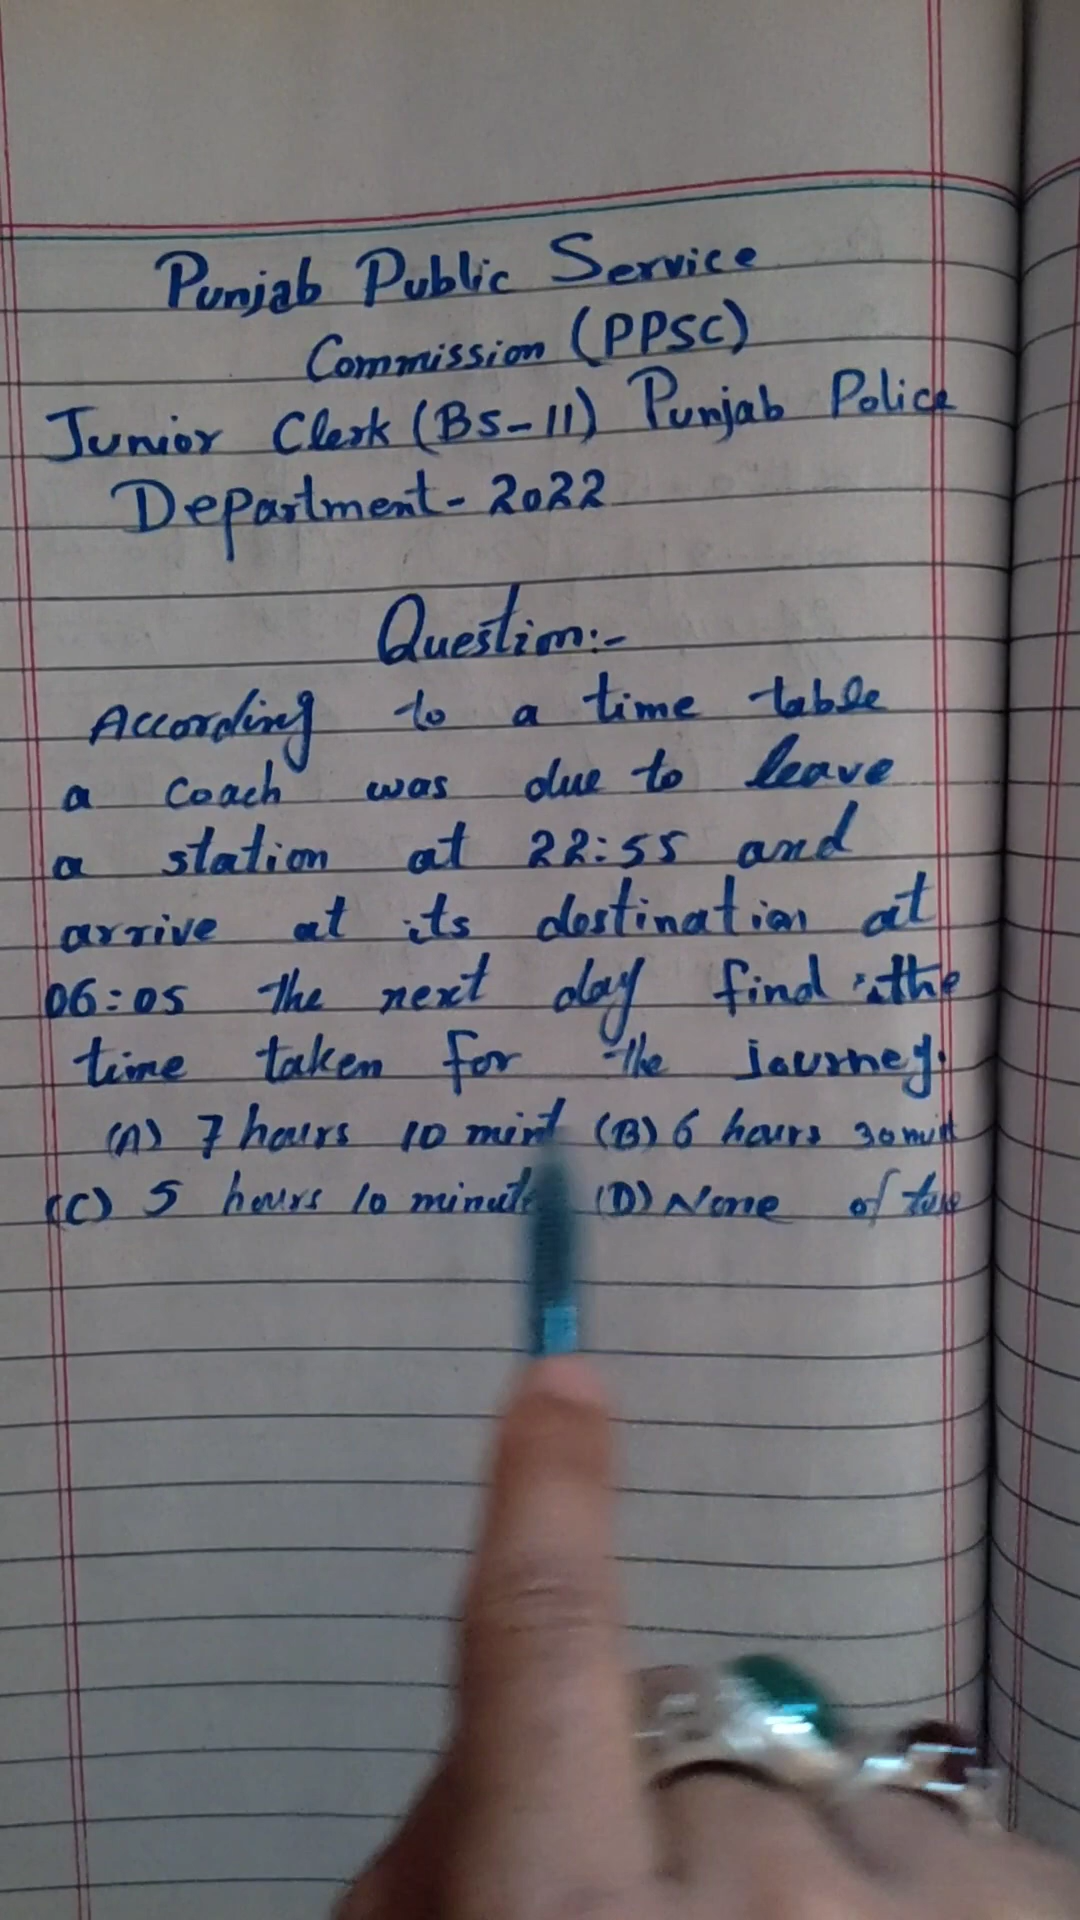 Punjab Public Service
Commission (PPSC)
Junior Clerk (BS-11) Punjab Police
Department - 2022
Question:-
According to a time table
a coach was due to leave
a station at 22:55 and
arrive at its destination at
06:05 the next day find the
time taken for the journey.
(A) 7 hours 10 mint (B) 6 hours 30 mint
(C) 5 hours 10 minute (D) None of